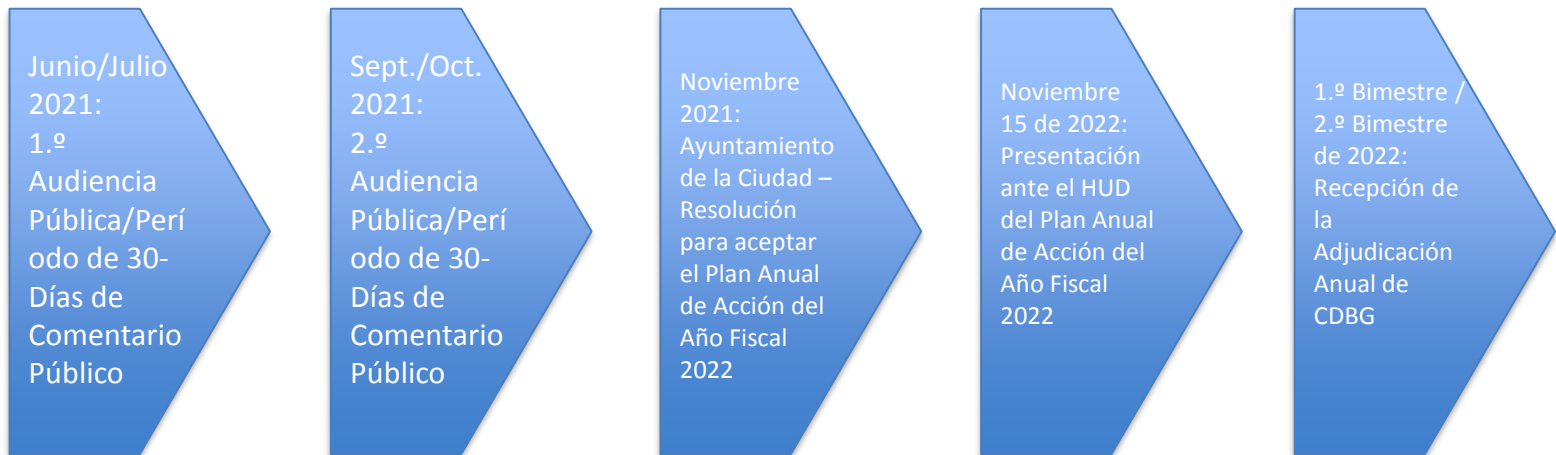 Junio/Julio
2021:
1.º
Audiencia
Pública/Perí
odo de 30-
Días de
Comentario
Público
Sept./Oct.
2021:
2.º
Audiencia
Pública/Perí
odo de 30-
Días de
Comentario
Público
Noviembre
2021:
Ayuntamiento
de la Ciudad –
Resolución
para aceptar
el Plan Anual
de Acción del
Año Fiscal
2022
Noviembre
15 de 2022:
Presentación
ante el HUD
del Plan Anual
de Acción del
Año Fiscal
2022
1.º Bimestre /
2.º Bimestre
de 2022:
Recepción de
la
Adjudicación
Anual de
CDBG